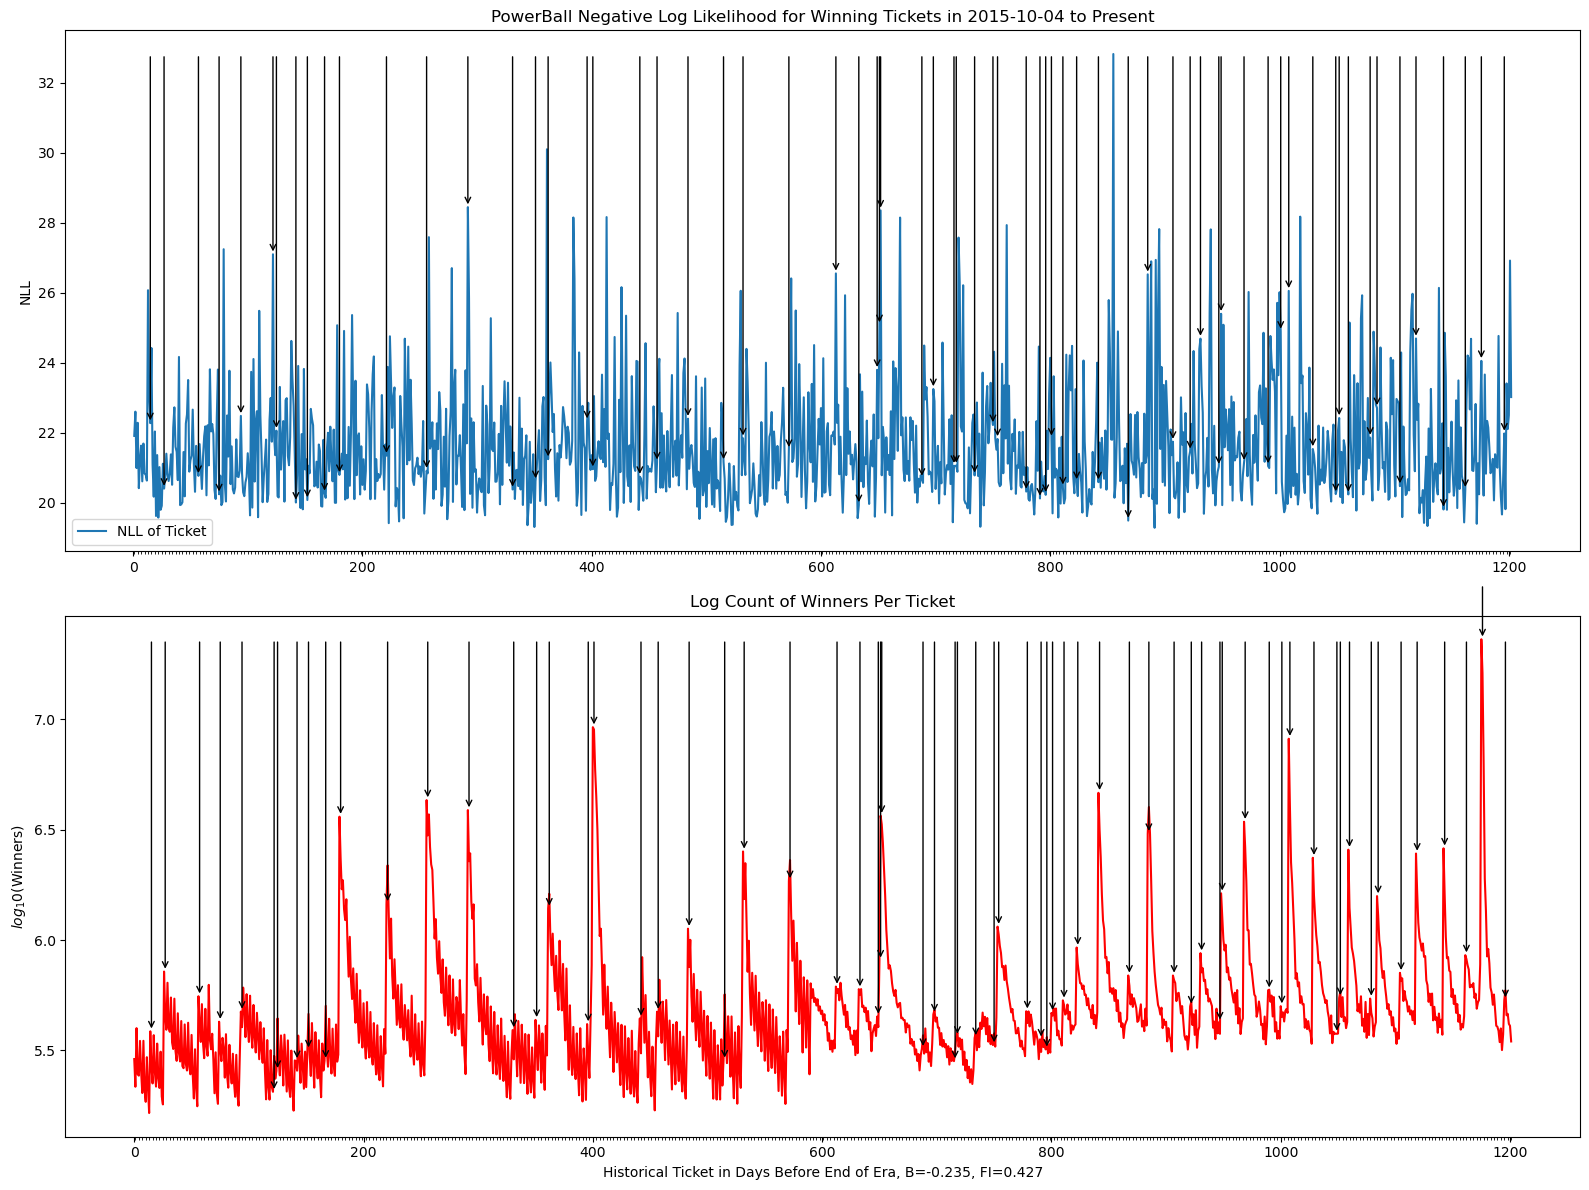 PowerBall Negative Log Likelihood for Winning Tickets in 2015-10-04 to Present
32
30
28
26
24
22
20
NLL
NLL of Ticket
0 200 400 600 800 1000 1200
Log Count of Winners Per Ticket
7.0
6.5
6.0
5.5
log₁0(Winners)
0 200 400 600 800 1000 1200
Historical Ticket in Days Before End of Era, B=-0.235, FI=0.427